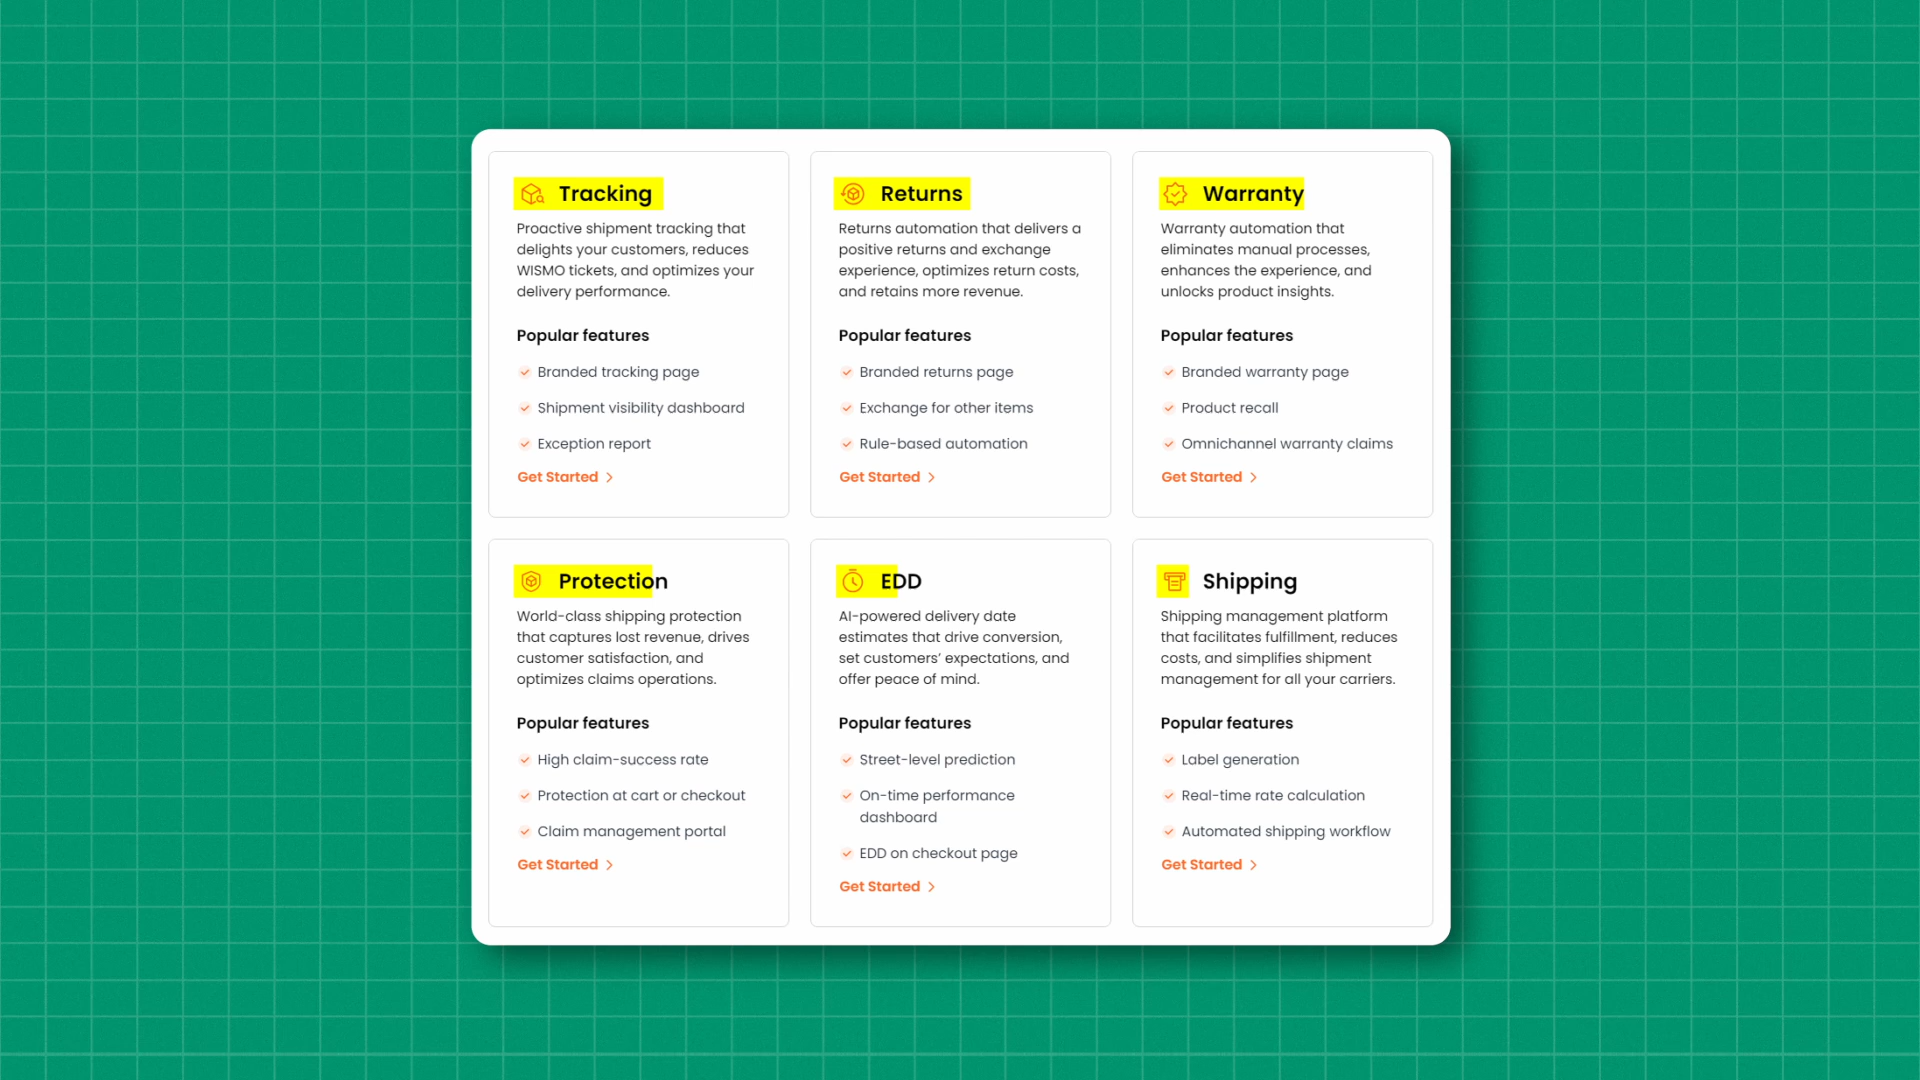 Tracking
Proactive shipment tracking that
delights your customers, reduces
WISMO tickets, and optimizes your
delivery performance.
Popular features
Branded tracking page
Shipment visibility dashboard
Exception report
Get Started
Returns
Returns automation that delivers a
positive returns and exchange
experience, optimizes return costs,
and retains more revenue.
Popular features
Branded returns page
Exchange for other items
Rule-based automation
Get Started
Warranty
Warranty automation that
eliminates manual processes,
enhances the experience, and
unlocks product insights.
Popular features
Branded warranty page
Product recall
Omnichannel warranty claims
Get Started
Protection
World-class shipping protection
that captures lost revenue, drives
customer satisfaction, and
optimizes claims operations.
Popular features
High claim-success rate
Protection at cart or checkout
Claim management portal
Get Started
EDD
AI-powered delivery date
estimates that drive conversion,
set customers’ expectations, and
offer peace of mind.
Popular features
Street-level prediction
On-time performance
dashboard
EDD on checkout page
Get Started
Shipping
Shipping management platform
that facilitates fulfillment, reduces
costs, and simplifies shipment
management for all your carriers.
Popular features
Label generation
Real-time rate calculation
Automated shipping workflow
Get Started